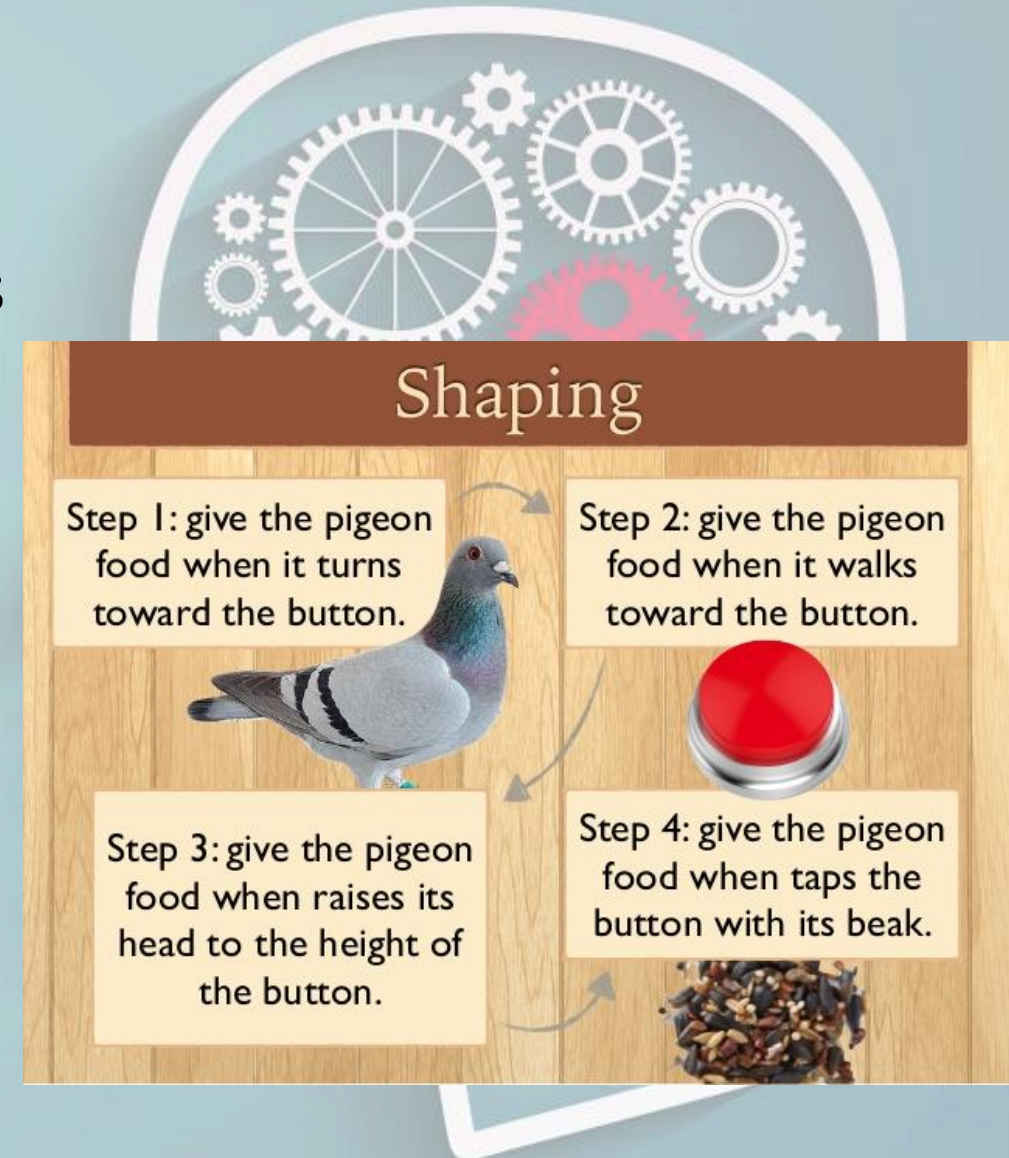 Shaping
Step 1: give the pigeon
food when it turns
toward the button.
Step 2: give the pigeon
food when it walks
toward the button.
Step 3: give the pigeon
food when raises its
head to the height of
the button.
Step 4: give the pigeon
food when taps the
button with its beak.